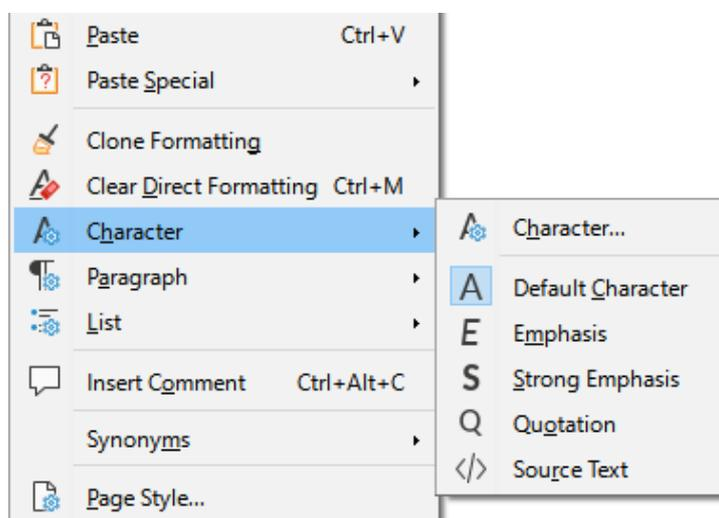 Paste Ctrl+V
Paste Special
Clone Formatting
Clear Direct Formatting Ctrl+M
Character
Paragraph
List
Insert Comment Ctrl+Alt+C
Synonyms
Page Style...
Character...
A Default Character
E Emphasis
S Strong Emphasis
Q Quotation
</> Source Text